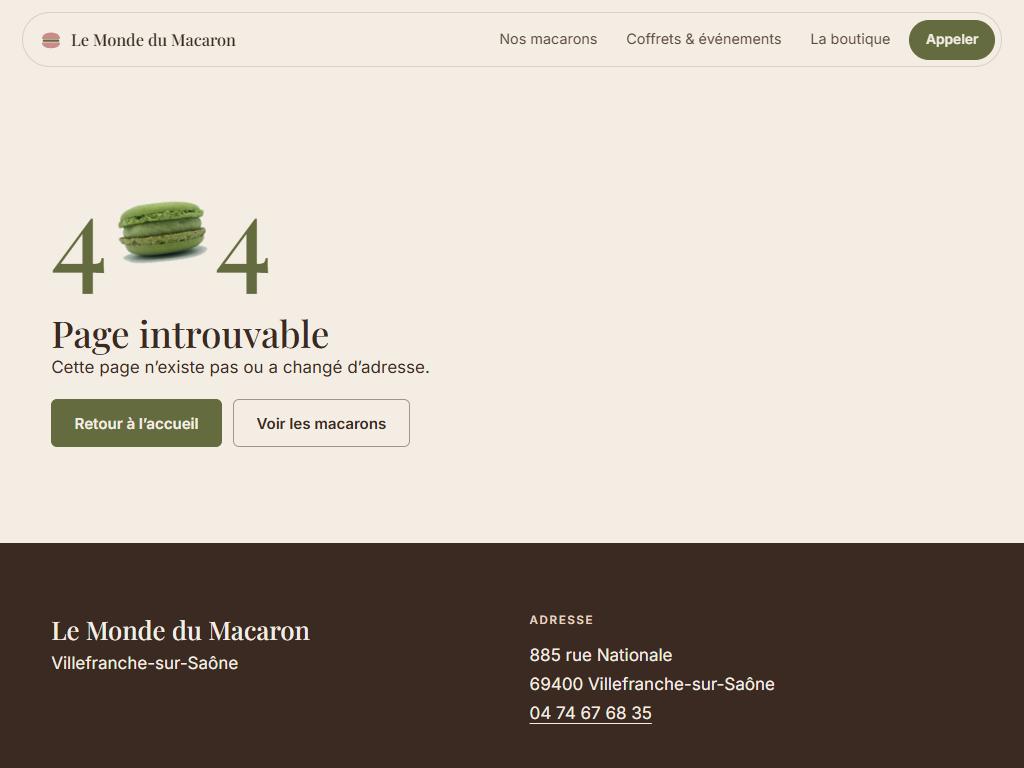 Le Monde du Macaron
Nos macarons
Coffrets & événements
La boutique
Appeler
4 4
Page introuvable
Cette page n’existe pas ou a changé d’adresse.
Retour à l’accueil
Voir les macarons
Le Monde du Macaron
Villefranche-sur-Saône
ADRESSE
885 rue Nationale
69400 Villefranche-sur-Saône
04 74 67 68 35